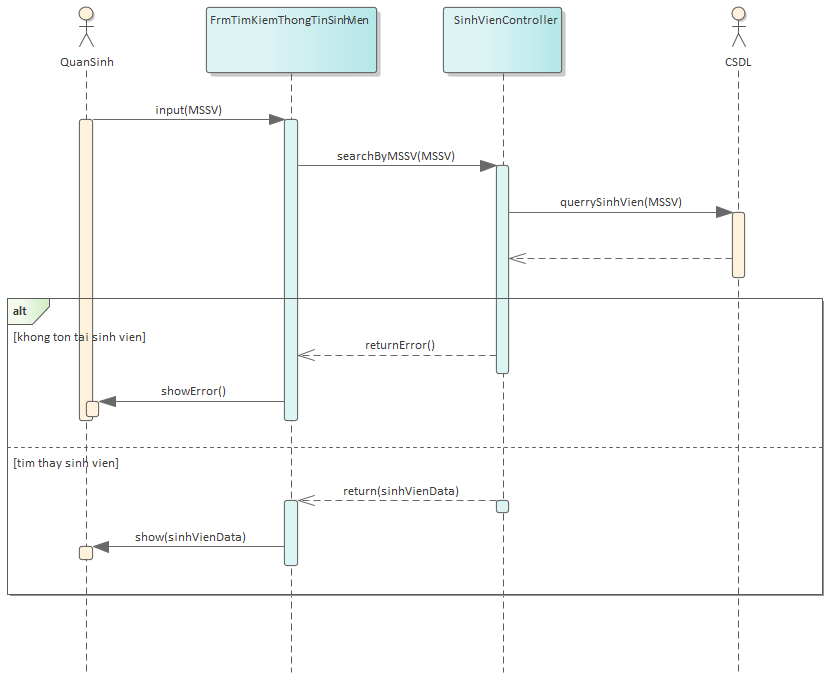 FrmTimKiemThongTinSinhVien
SinhVienController
QuanSinh
CSDL
input(MSSV)
searchByMSSV(MSSV)
querrySinhVien(MSSV)
alt
[khong ton tai sinh vien]
returnError()
showError()
[tim thay sinh vien]
return(sinhVienData)
show(sinhVienData)